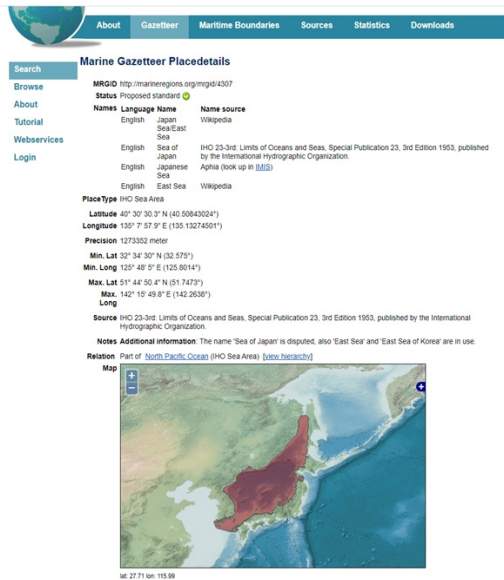 About Gazetteer Maritime Boundaries Sources Statistics Downloads
Search
Browse
About
Tutorial
Webservices
Login
Marine Gazetteer Placedetails
MRGID http://marineregions.org/mrgid/4307
Status Proposed standard
Names Language Name Name source
English Japan Sea/East Sea Wikipedia
English Sea of Japan IHO 23-3rd: Limits of Oceans and Seas, Special Publication 23, 3rd Edition 1953, published by the International Hydrographic Organization.
English Japanese Sea Aphia (look up in IMIS)
English East Sea Wikipedia
PlaceType IHO Sea Area
Latitude 40° 30' 30.3" N (40.50843024°)
Longitude 135° 7' 57.9" E (135.13274501°)
Precision 1273352 meter
Min. Lat 32° 34' 30" N (32.575°)
Min. Long 125° 48' 5" E (125.8014°)
Max. Lat 51° 44' 50.4" N (51.7473°)
Max. Long 142° 15' 49.8" E (142.2638°)
Source IHO 23-3rd: Limits of Oceans and Seas, Special Publication 23, 3rd Edition 1953, published by the International
Hydrographic Organization.
Notes Additional information: The name 'Sea of Japan' is disputed, also 'East Sea' and 'East Sea of Korea' are in use.
Relation Part of North Pacific Ocean (IHO Sea Area) [view hierarchy]
Map
+
−
+
lat: 27.71 lon: 115.99